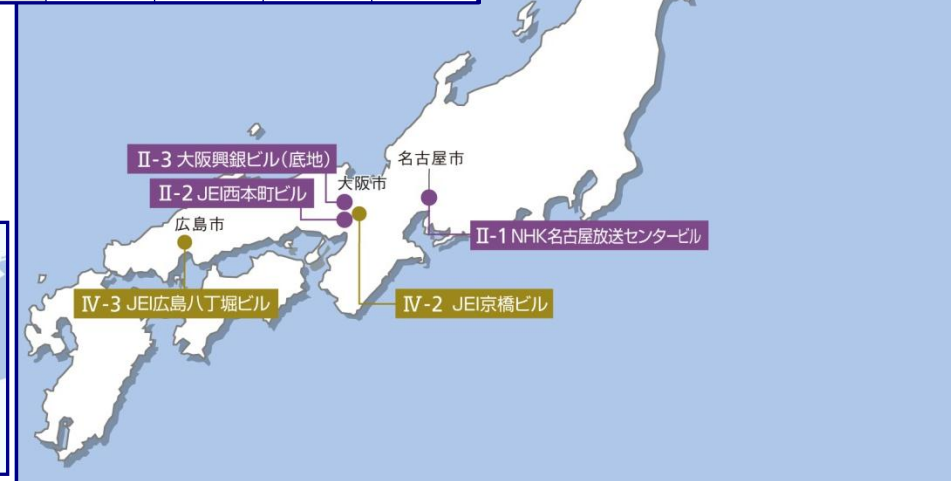 Ⅱ-3 大阪興銀ビル(底地)
名古屋市
大阪市
Ⅱ-2 JEI西本町ビル
広島市
Ⅱ-1 NHK名古屋放送センタービル
Ⅳ-3 JEI広島八丁堀ビル
Ⅳ-2 JEI京橋ビル